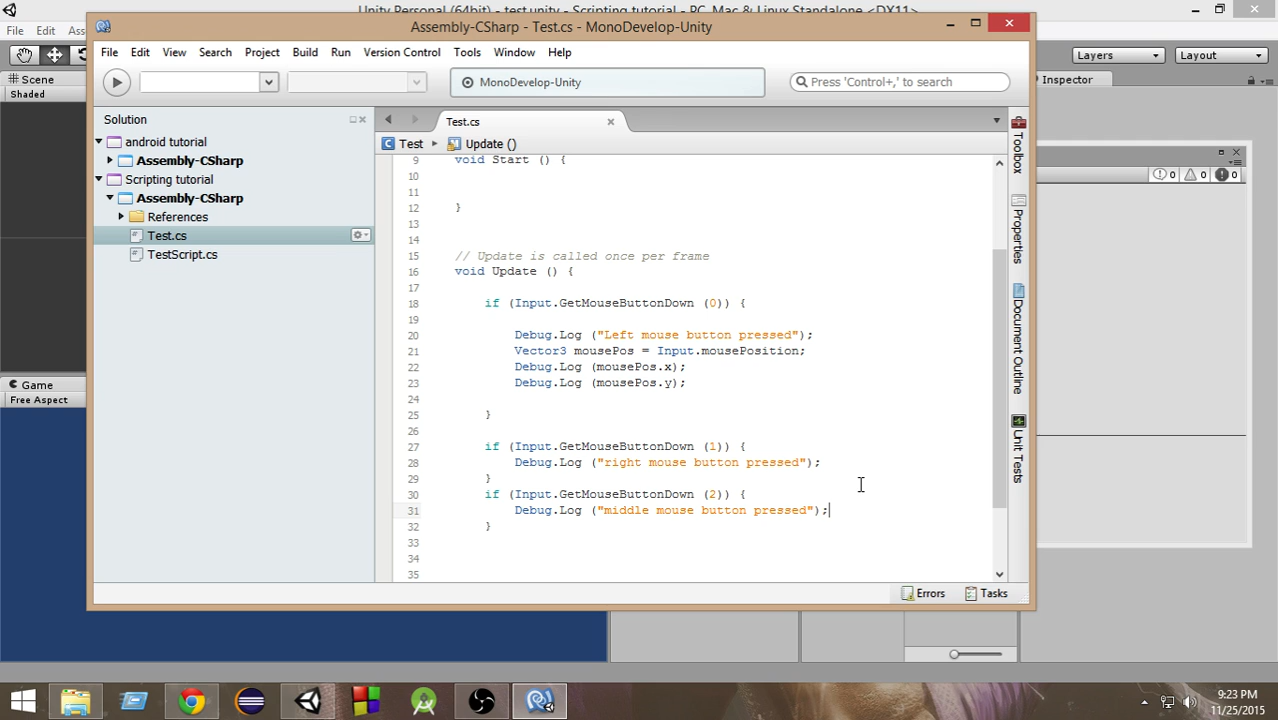 Unity Personal (64bit) - test.unity - Scripting tutorial - PC, Mac & Linux Standalone <DX11>
Assembly-CSharp - Test.cs - MonoDevelop-Unity
File Edit Ass
File Edit View Search Project Build Run Version Control Tools Window Help
Layers Layout
MonoDevelop-Unity
Press 'Control+,' to search
Scene
Inspector
Shaded
Solution
Test.cs
android tutorial
Test Update ()
Assembly-CSharp
Scripting tutorial
Assembly-CSharp
References
Test.cs
TestScript.cs
9 void Start () {
10
11
12 }
13
14
15 // Update is called once per frame
16 void Update () {
17
18 if (Input.GetMouseButtonDown (0)) {
19
20 Debug.Log ("Left mouse button pressed");
21 Vector3 mousePos = Input.mousePosition;
22 Debug.Log (mousePos.x);
23 Debug.Log (mousePos.y);
24
25 }
26
27 if (Input.GetMouseButtonDown (1)) {
28 Debug.Log ("right mouse button pressed");
29 }
30 if (Input.GetMouseButtonDown (2)) {
31 Debug.Log ("middle mouse button pressed");
32 }
33
34
35
Toolbox
Properties
Document Outline
Unit Tests
0 0 0
Game
Free Aspect
Errors Tasks
9:23 PM
11/25/2015